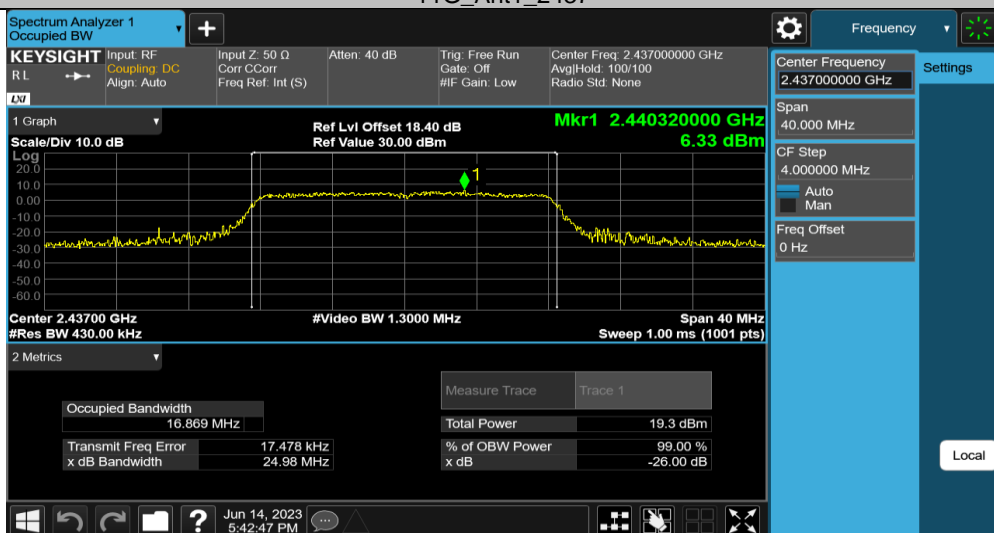 11G_Ant1_2437
Spectrum Analyzer 1
Occupied BW
Frequency
KEYSIGHT
R L
LXI
Input: RF
Coupling: DC
Align: Auto
Input Z: 50 Ω
Corr CCorr
Freq Ref: Int (S)
Atten: 40 dB
Trig: Free Run
Gate: Off
#IF Gain: Low
Center Freq: 2.437000000 GHz
Avg|Hold: 100/100
Radio Std: None
Center Frequency
2.437000000 GHz
Settings
Span
40.000 MHz
CF Step
4.000000 MHz
Auto
Man
Freq Offset
0 Hz
Local
1 Graph
Scale/Div 10.0 dB
Ref Lvl Offset 18.40 dB
Ref Value 30.00 dBm
Mkr1 2.440320000 GHz
6.33 dBm
Log
20.0
10.0
0.00
-10.0
-20.0
-30.0
-40.0
-50.0
-60.0
1
Center 2.43700 GHz
#Res BW 430.00 kHz
#Video BW 1.3000 MHz
Span 40 MHz
Sweep 1.00 ms (1001 pts)
2 Metrics
Measure Trace Trace 1
Occupied Bandwidth
16.869 MHz
Total Power 19.3 dBm
Transmit Freq Error 17.478 kHz
% of OBW Power 99.00 %
x dB Bandwidth 24.98 MHz
x dB -26.00 dB
?
Jun 14, 2023
5:42:47 PM